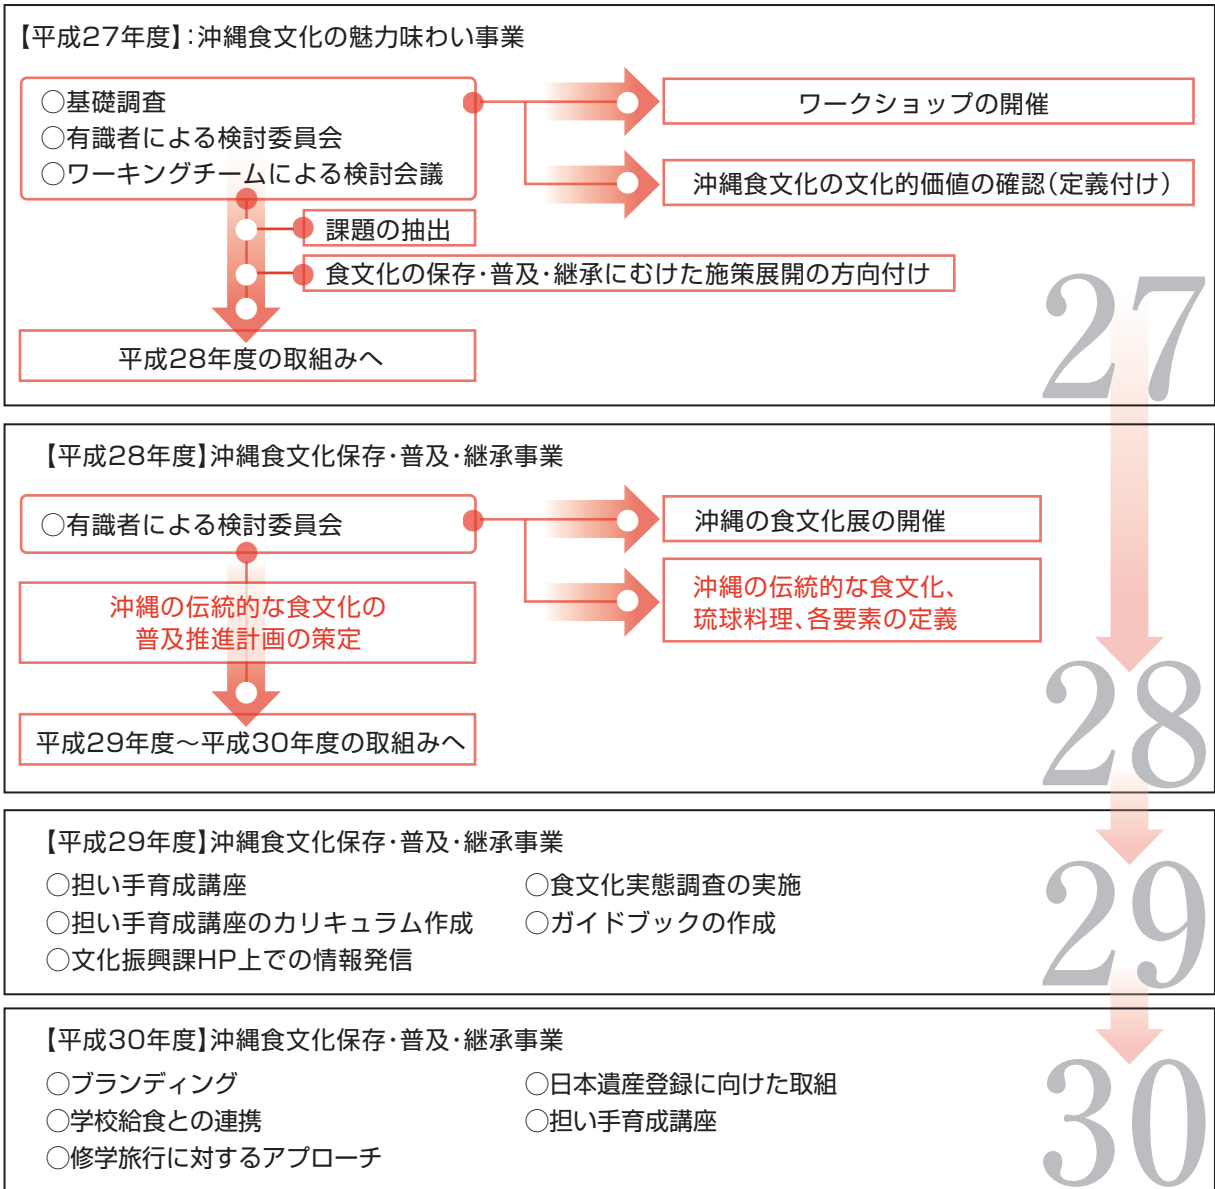 【平成27年度】:沖縄食文化の魅力味わい事業
○基礎調査
○有識者による検討委員会
○ワーキングチームによる検討会議
ワークショップの開催
沖縄食文化の文化的価値の確認(定義付け)
課題の抽出
食文化の保存・普及・継承にむけた施策展開の方向付け
平成28年度の取組みへ
27
【平成28年度】沖縄食文化保存・普及・継承事業
○有識者による検討委員会
沖縄の食文化展の開催
沖縄の伝統的な食文化、
琉球料理、各要素の定義
沖縄の伝統的な食文化の
普及推進計画の策定
平成29年度~平成30年度の取組みへ
28
【平成29年度】沖縄食文化保存・普及・継承事業
○担い手育成講座
○担い手育成講座のカリキュラム作成
○文化振興課HP上での情報発信
○食文化実態調査の実施
○ガイドブックの作成
29
【平成30年度】沖縄食文化保存・普及・継承事業
○ブランディング
○学校給食との連携
○修学旅行に対するアプローチ
○日本遺産登録に向けた取組
○担い手育成講座
30